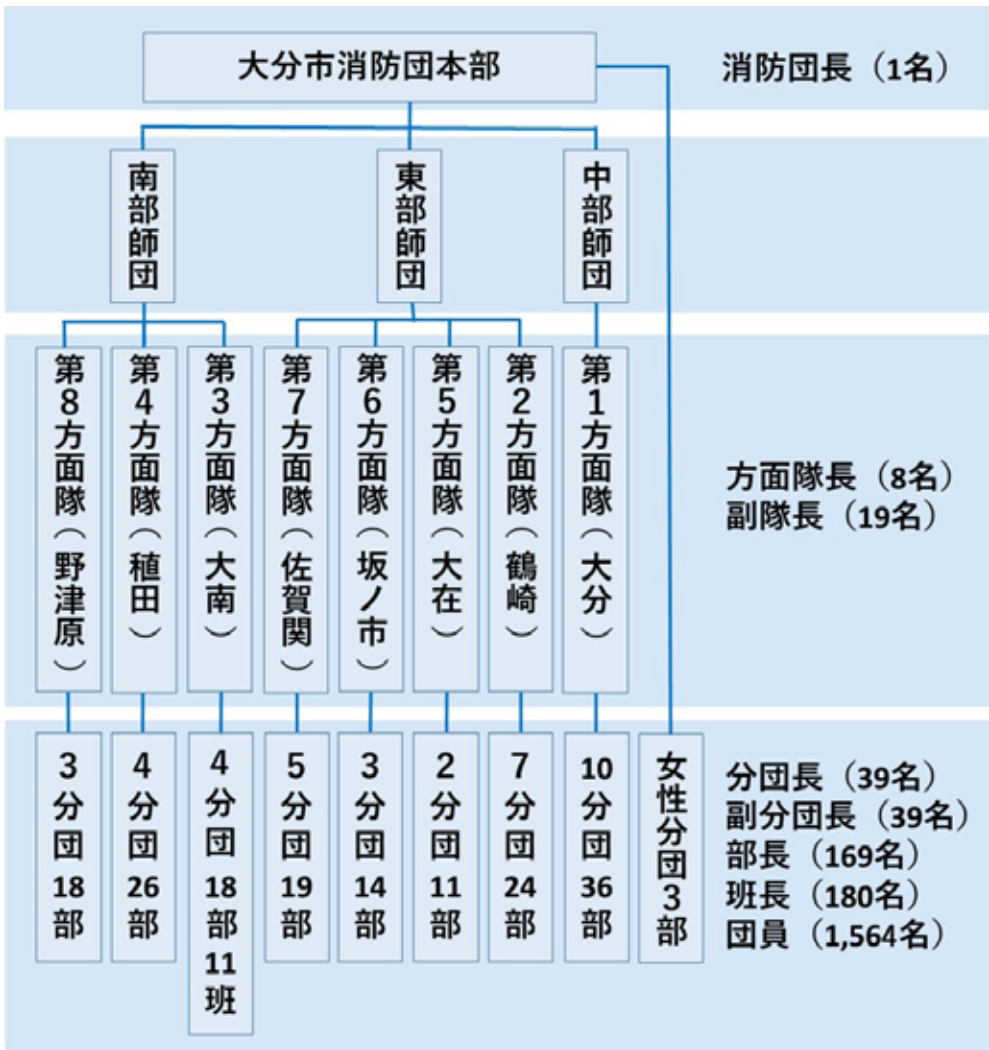 大分市消防団本部
消防団長（1名）
南部師団
東部師団
中部師団
第8方面隊（野津原）
第4方面隊（稙田）
第3方面隊（大南）
第7方面隊（佐賀関）
第6方面隊（坂ノ市）
第5方面隊（大在）
第2方面隊（鶴崎）
第1方面隊（大分）
方面隊長（8名）
副隊長（19名）
3分団18部
4分団26部
4分団18部11班
5分団19部
3分団14部
2分団11部
7分団24部
10分団36部
女性分団3部
分団長（39名）
副分団長（39名）
部長（169名）
班長（180名）
団員（1,564名）